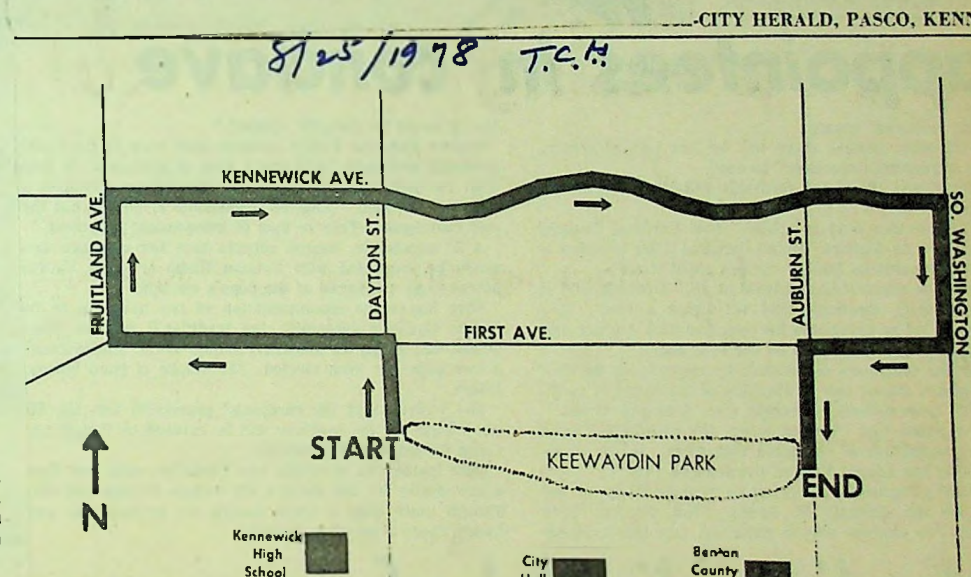 -CITY HERALD, PASCO, KENN
8/25/1978 T.C.H.
KENNEWICK AVE.
FRUITLAND AVE.
DAYTON ST.
AUBURN ST.
SO. WASHINGTON
FIRST AVE.
START
KEEWAYDIN PARK
END
N
Kennewick
High
School
City
Hall
Benton
County